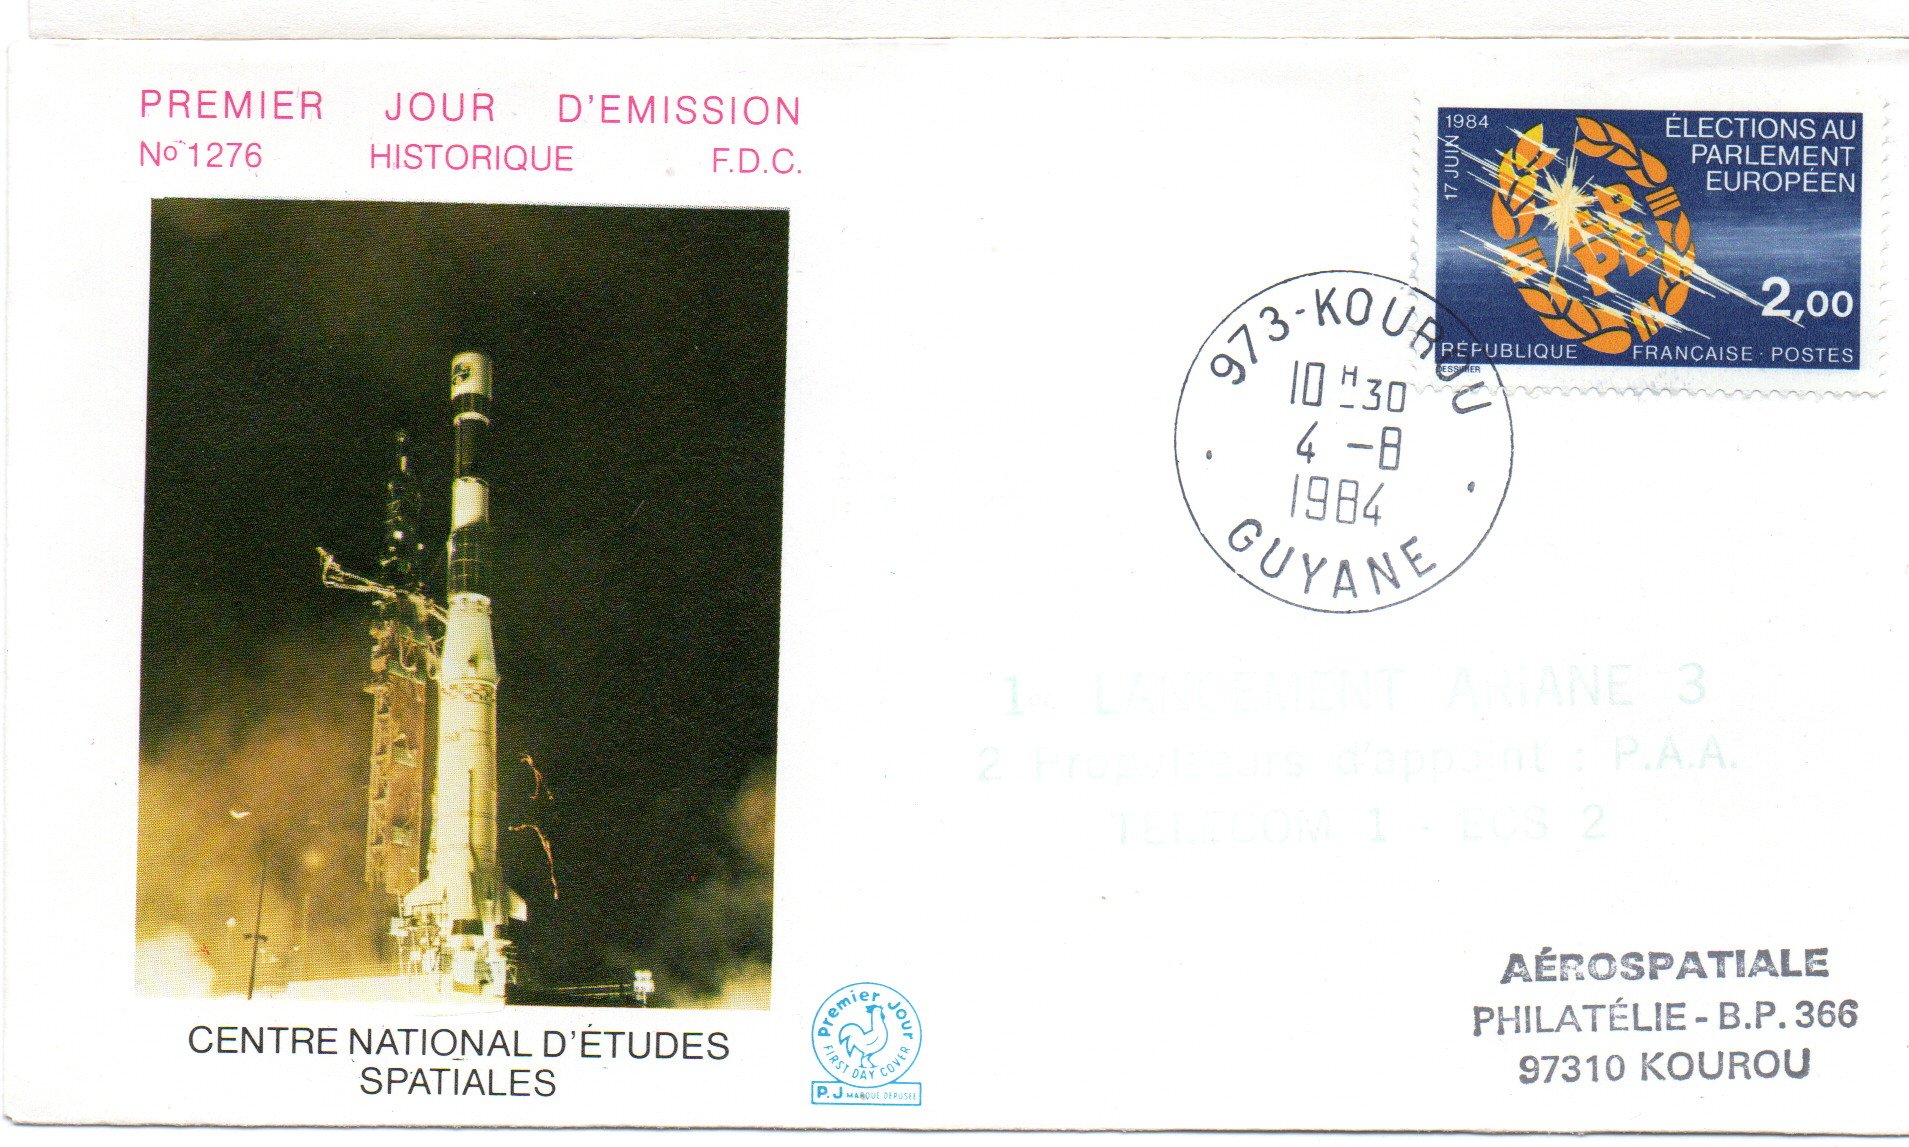 PREMIER JOUR D'EMISSION
No 1276 HISTORIQUE F.D.C.
CENTRE NATIONAL D'ÉTUDES
SPATIALES
Premier Jour
FIRST DAY COVER
P.J MARQUE DEPOSEE
1984
17 JUIN
ÉLECTIONS AU
PARLEMENT
EUROPÉEN
2,00
RÉPUBLIQUE FRANÇAISE · POSTES
973-KOUROU
10 H 30
4 -8
1984
GUYANE
LANCEMENT ARIANE 3
2 Propulseurs d'appoint : P.A.A.
TELECOM 1 - ECS 2
AÉROSPATIALE
PHILATÉLIE - B.P. 366
97310 KOUROU